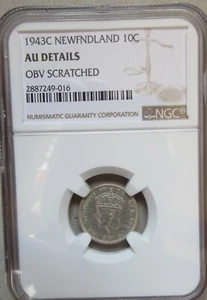 1943C NEWFNDLAND 10C
AU DETAILS
OBV SCRATCHED
2887249-016
NUMISMATIC GUARANTY CORPORATION
NGC